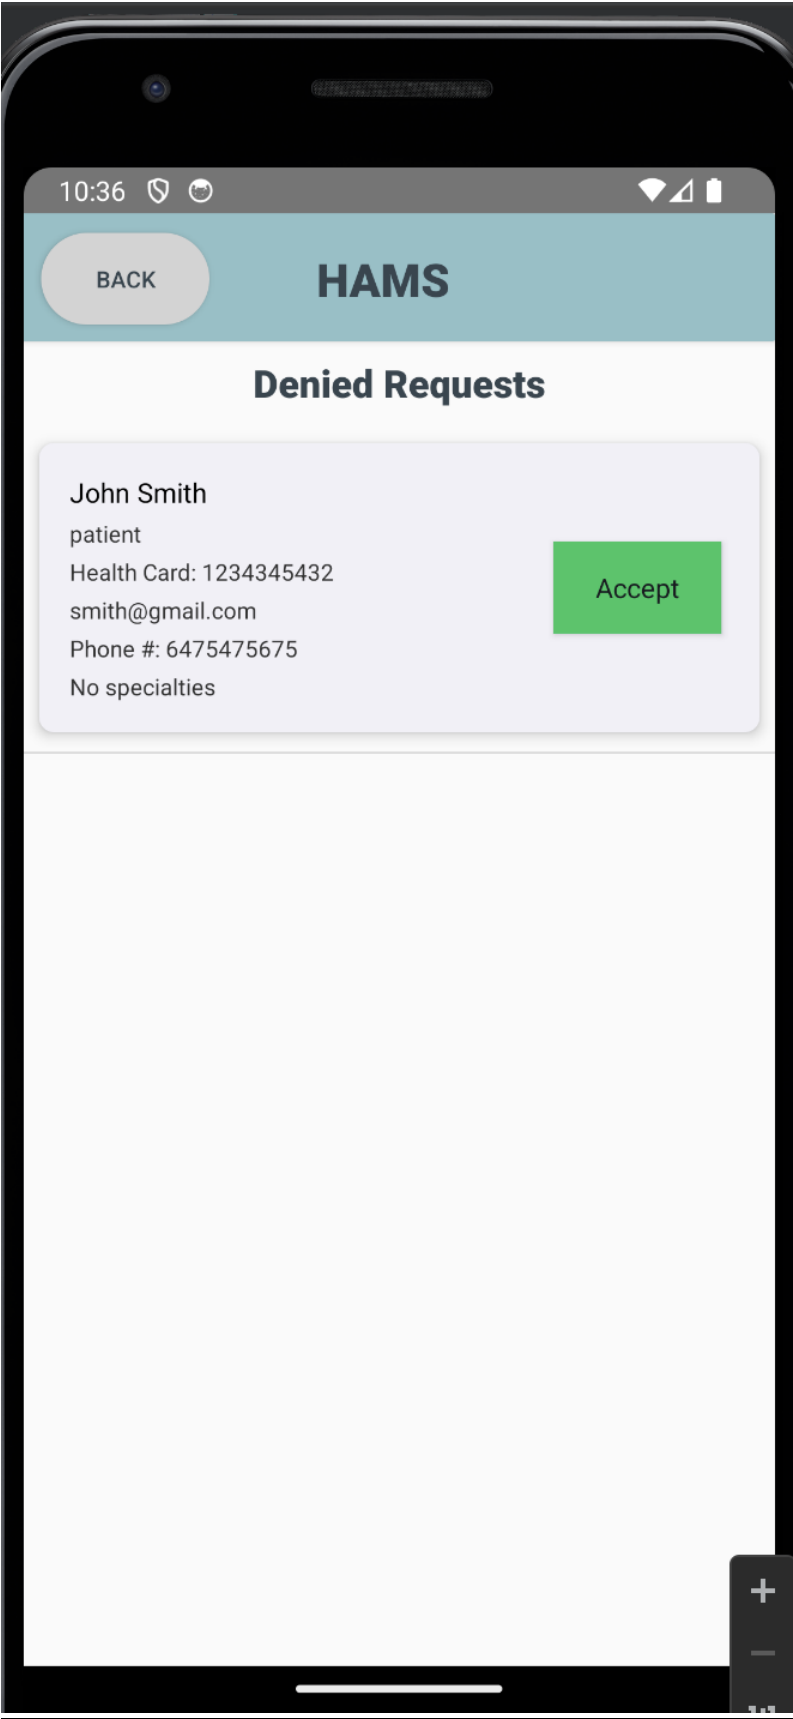 10:36
BACK
HAMS
Denied Requests
John Smith
patient
Health Card: 1234345432
smith@gmail.com
Phone #: 6475475675
No specialties
Accept